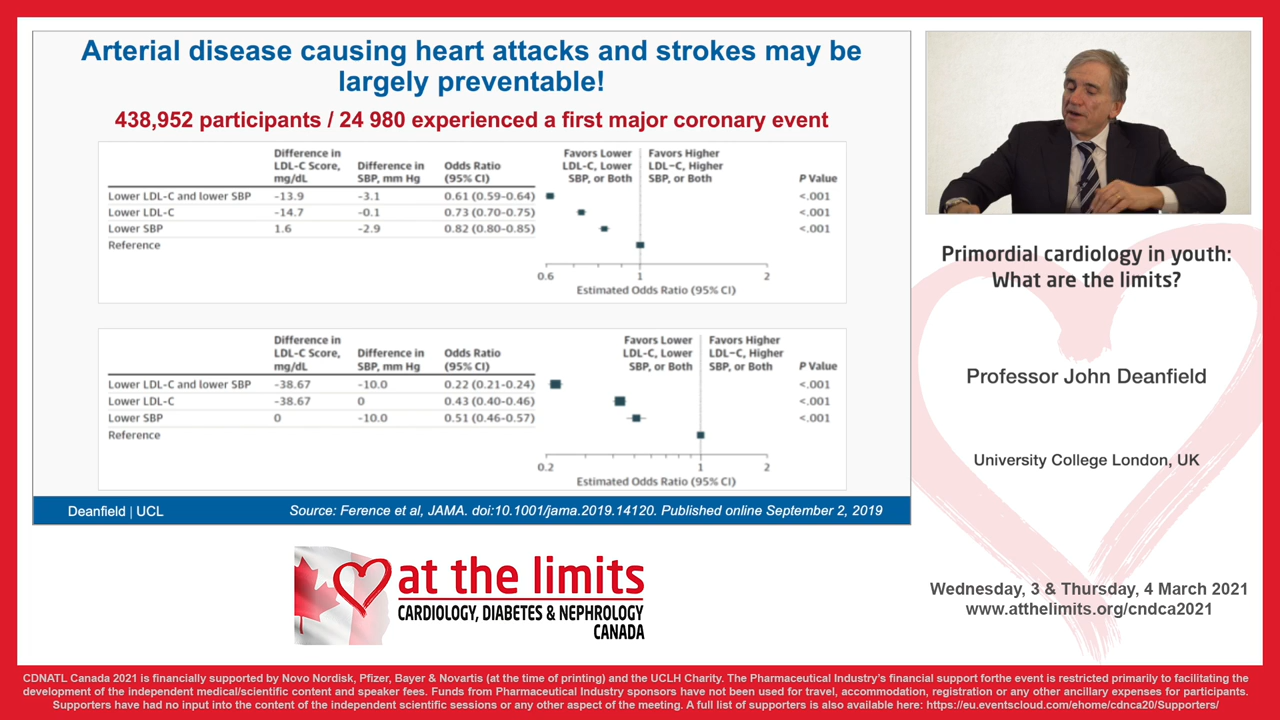 Arterial disease causing heart attacks and strokes may be
largely preventable!
438,952 participants / 24 980 experienced a first major coronary event
Difference in LDL-C Score, mg/dL Difference in SBP, mm Hg Odds Ratio (95% CI) Favors Lower LDL-C, Lower SBP, or Both Favors Higher LDL-C, Higher SBP, or Both P Value
Lower LDL-C and lower SBP -13.9 -3.1 0.61 (0.59-0.64) <.001
Lower LDL-C -14.7 -0.1 0.73 (0.70-0.75) <.001
Lower SBP 1.6 -2.9 0.82 (0.80-0.85) <.001
Reference
0.6 1 2
Estimated Odds Ratio (95% CI)
Difference in LDL-C Score, mg/dL Difference in SBP, mm Hg Odds Ratio (95% CI) Favors Lower LDL-C, Lower SBP, or Both Favors Higher LDL-C, Higher SBP, or Both P Value
Lower LDL-C and lower SBP -38.67 -10.0 0.22 (0.21-0.24) <.001
Lower LDL-C -38.67 0 0.43 (0.40-0.46) <.001
Lower SBP 0 -10.0 0.51 (0.46-0.57) <.001
Reference
0.2 1 2
Estimated Odds Ratio (95% CI)
Deanfield | UCL
Source: Ference et al, JAMA. doi:10.1001/jama.2019.14120. Published online September 2, 2019
Primordial cardiology in youth:
What are the limits?
Professor John Deanfield
University College London, UK
at the limits
CARDIOLOGY, DIABETES & NEPHROLOGY
CANADA
Wednesday, 3 & Thursday, 4 March 2021
www.atthelimits.org/cndca2021
CDNATL Canada 2021 is financially supported by Novo Nordisk, Pfizer, Bayer & Novartis (at the time of printing) and the UCLH Charity. The Pharmaceutical Industry's financial support forthe event is restricted primarily to facilitating the
development of the independent medical/scientific content and speaker fees. Funds from Pharmaceutical Industry sponsors have not been used for travel, accommodation, registration or any other ancillary expenses for participants.
Supporters have had no input into the content of the independent scientific sessions or any other aspect of the meeting. A full list of supporters is also available here: https://eu.eventscloud.com/ehome/cdnca20/Supporters/